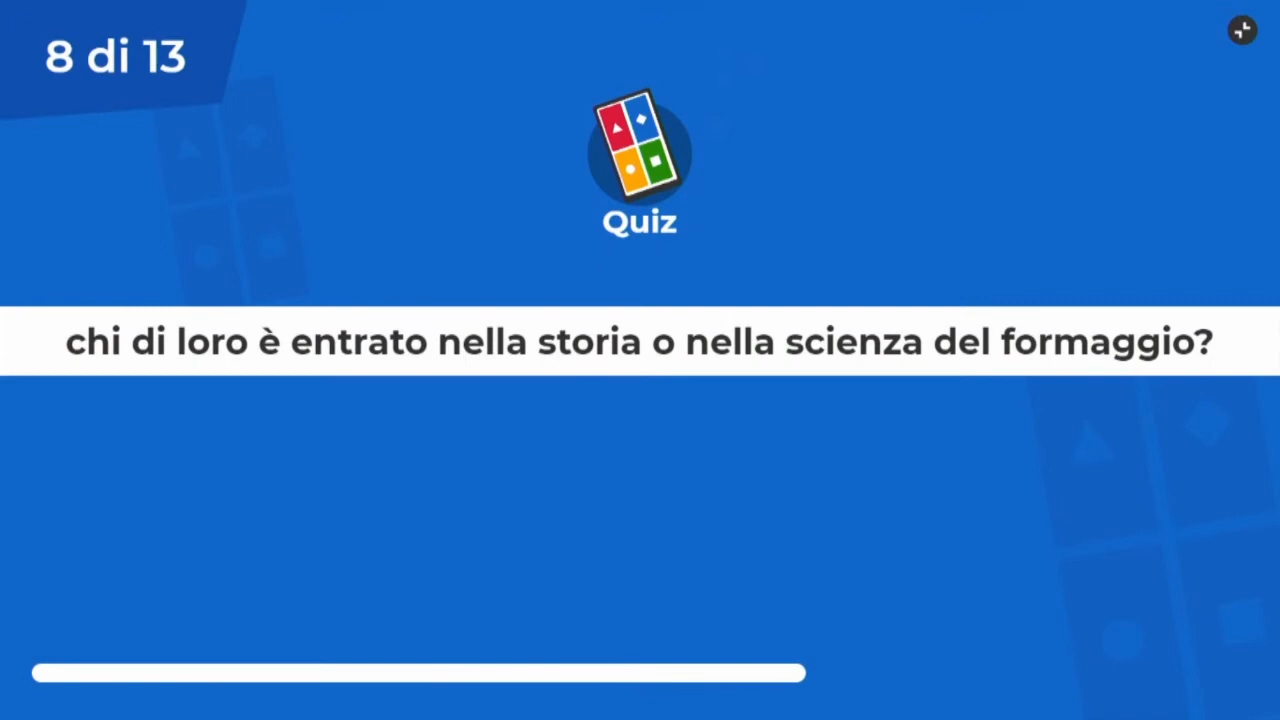 8 di 13
Quiz
chi di loro è entrato nella storia o nella scienza del formaggio?